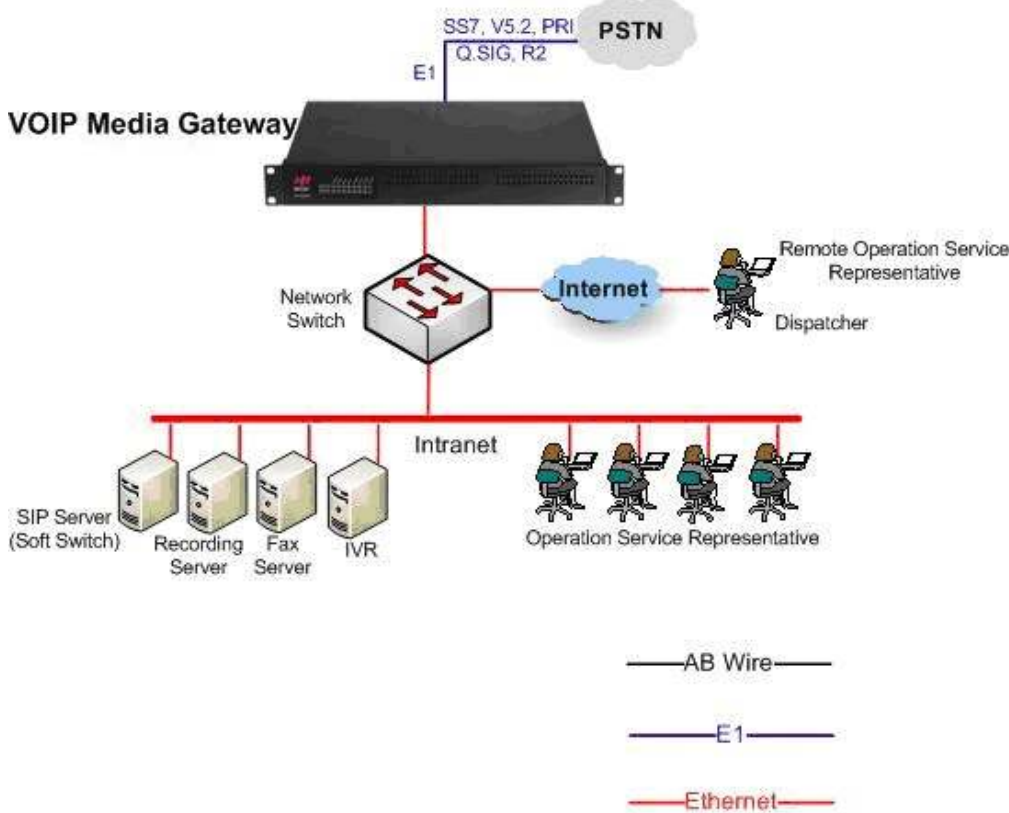 SS7, V5.2, PRI
PSTN
Q.SIG, R2
E1
VOIP Media Gateway
Remote Operation Service
Representative
Internet
Network
Switch
Dispatcher
Intranet
SIP Server
(Soft Switch)
Recording
Server
Fax
Server
IVR
Operation Service Representative
AB Wire
E1
Ethernet